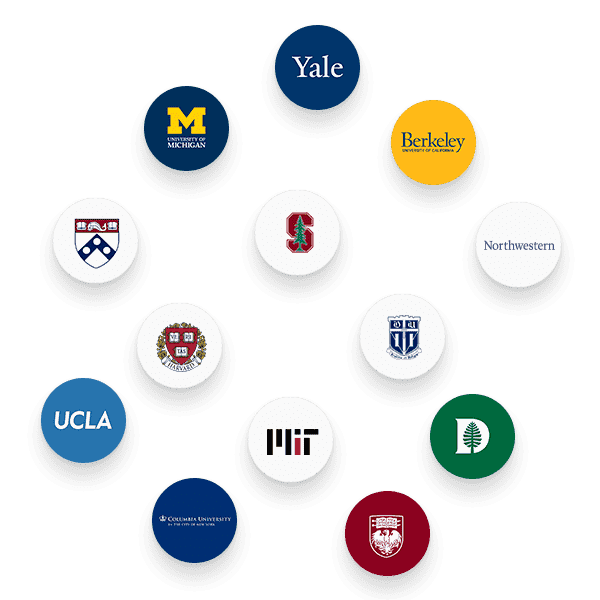 Yale
M
UNIVERSITY OF
MICHIGAN
Berkeley
UNIVERSITY OF CALIFORNIA
S
Northwestern
VE RI
TAS
HARVARD
D U
UCLA
MIT
D
COLUMBIA UNIVERSITY
IN THE CITY OF NEW YORK